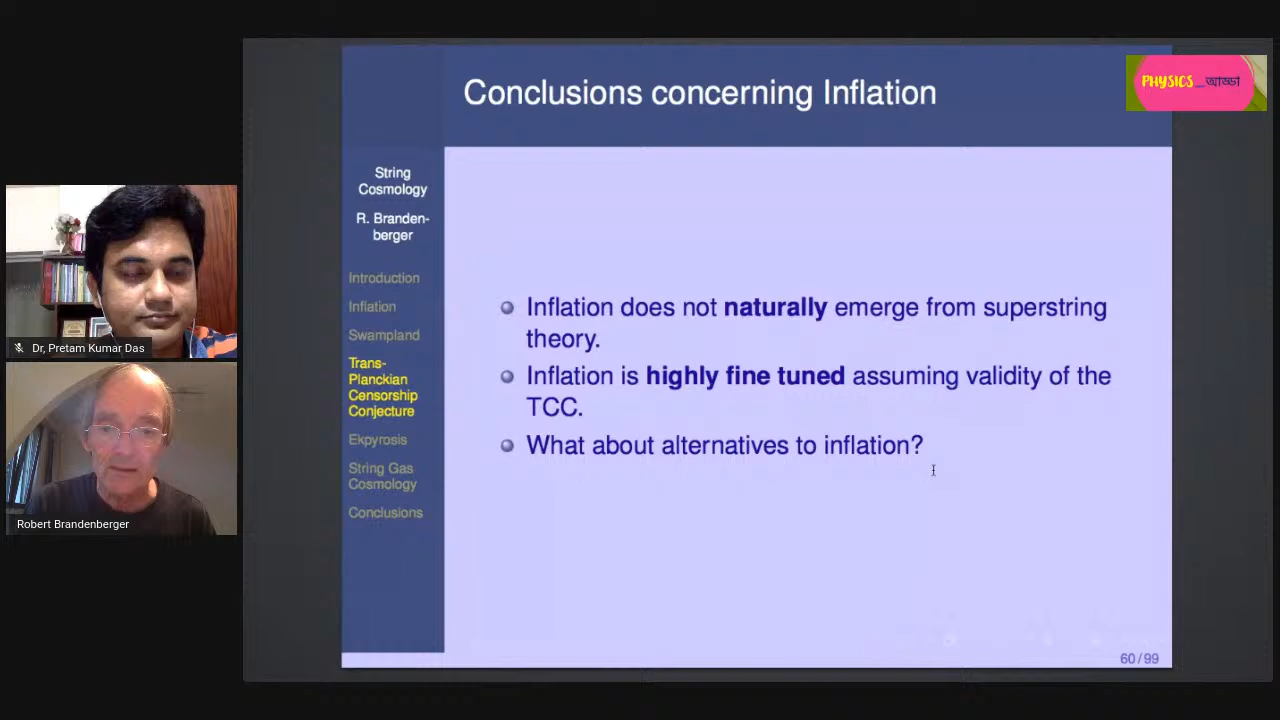 Conclusions concerning Inflation
PHYSICS আড্ডা
String
Cosmology
R. Branden-
berger
Introduction
Inflation
Swampland
Trans-
Planckian
Censorship
Conjecture
Ekpyrosis
String Gas
Cosmology
Conclusions
Inflation does not naturally emerge from superstring
theory.
Inflation is highly fine tuned assuming validity of the
TCC.
What about alternatives to inflation?
60/99
Dr, Pretam Kumar Das
Robert Brandenberger